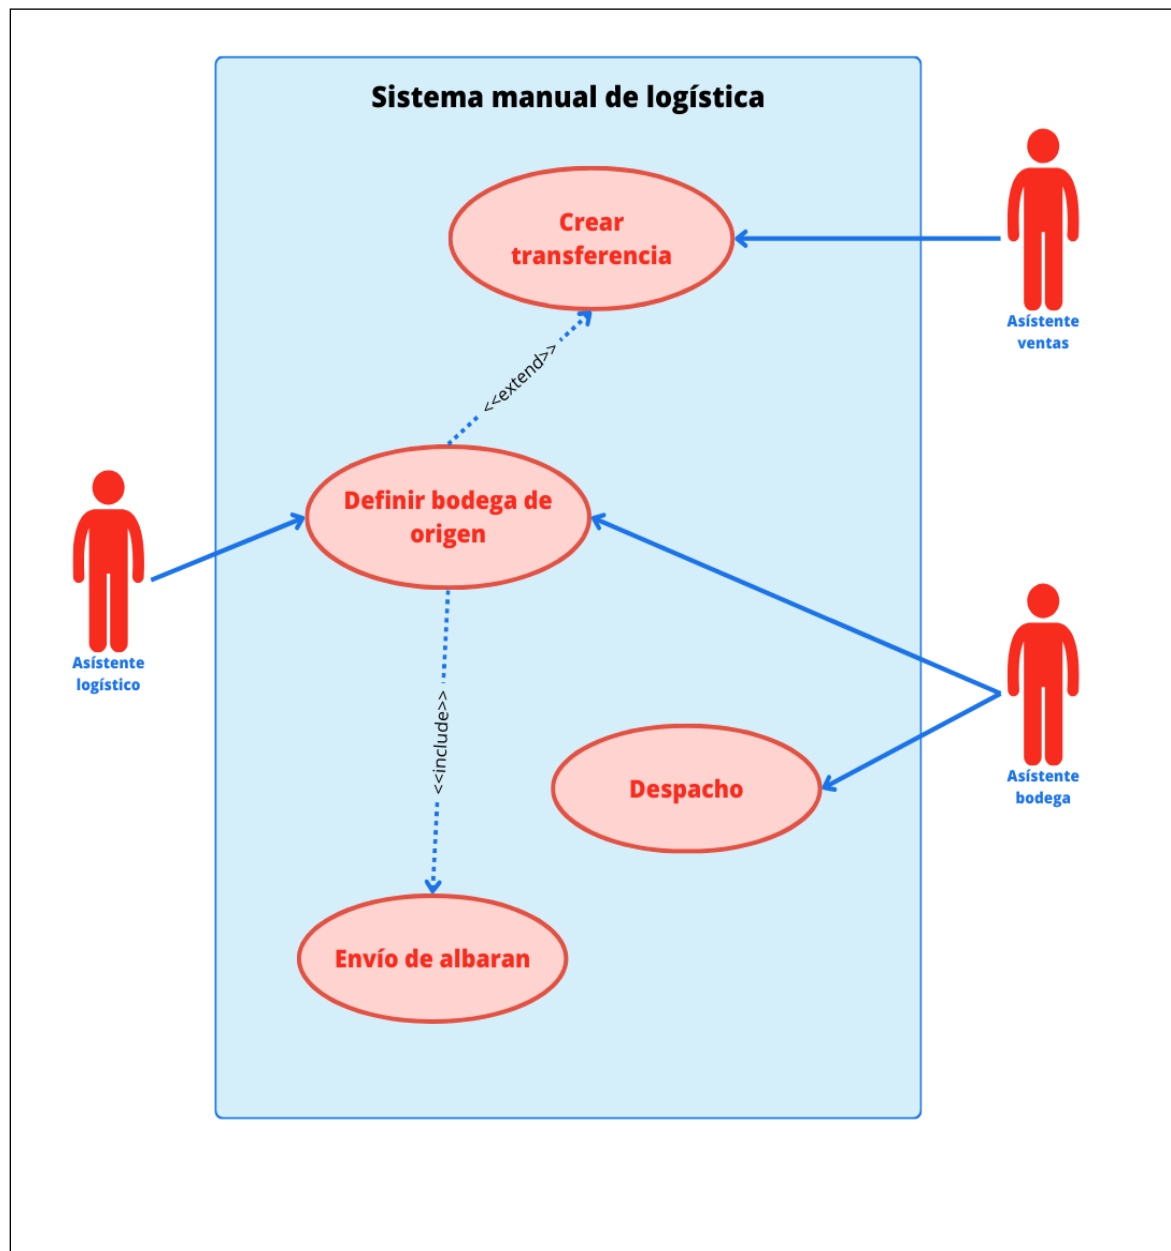 Sistema manual de logística
Crear
transferencia
Asístente
ventas
<<extend>>
Definir bodega de
origen
Asístente
logístico
<<include>>
Despacho
Asístente
bodega
Envío de albaran